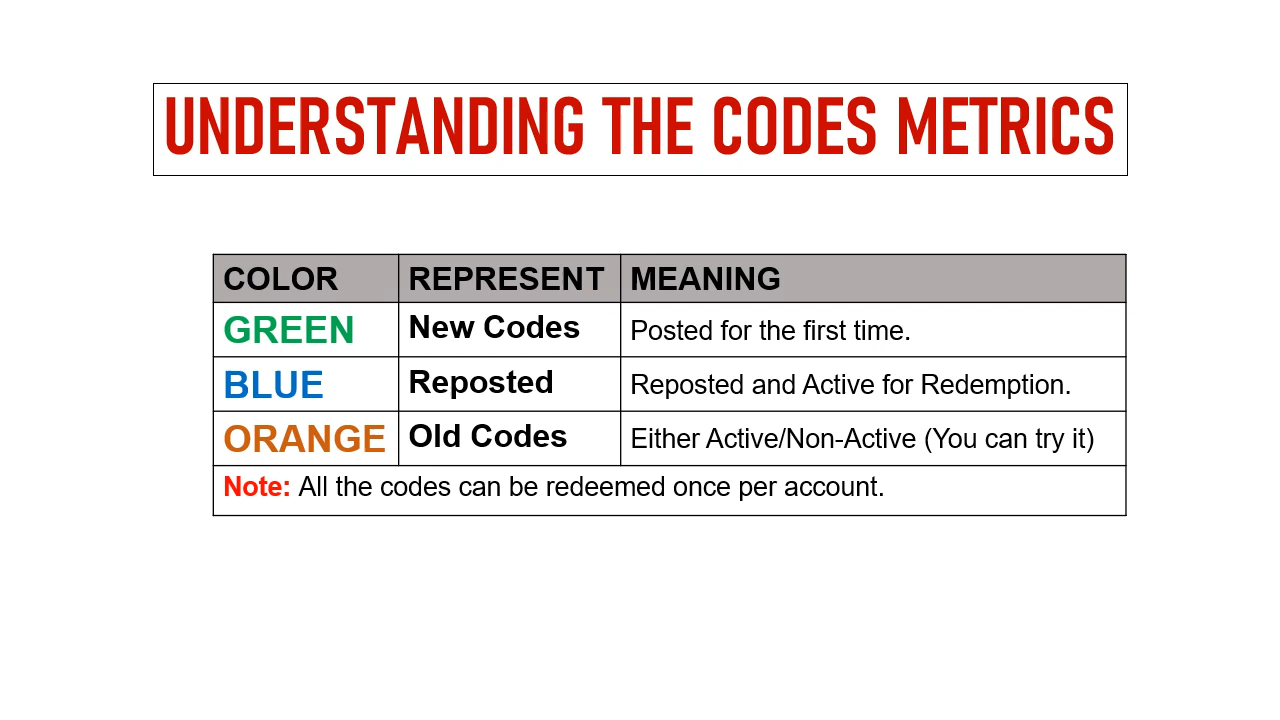 UNDERSTANDING THE CODES METRICS
COLOR REPRESENT MEANING
GREEN New Codes Posted for the first time.
BLUE Reposted Reposted and Active for Redemption.
ORANGE Old Codes Either Active/Non-Active (You can try it)
Note: All the codes can be redeemed once per account.